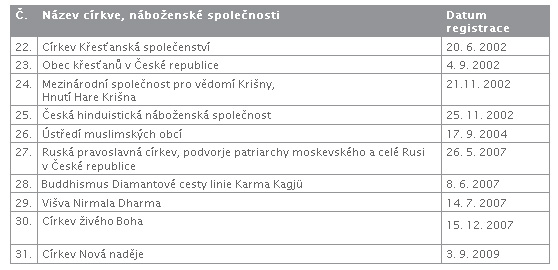 Č. Název církve, náboženské společnosti Datum
registrace
22. Církev Křesťanská společenství 20. 6. 2002
23. Obec křesťanů v České republice 4. 9. 2002
24. Mezinárodní společnost pro vědomí Krišny, 21.11. 2002
Hnutí Hare Krišna
25. Česká hinduistická náboženská společnost 25. 11. 2002
26. Ústředí muslimských obcí 17. 9. 2004
27. Ruská pravoslavná církev, podvorje patriarchy moskevského a celé Rusi 26. 5. 2007
v České republice
28. Buddhismus Diamantové cesty linie Karma Kagjü 8. 6. 2007
29. Višva Nirmala Dharma 14. 7. 2007
30. Církev živého Boha 15. 12. 2007
31. Církev Nová naděje 3. 9. 2009